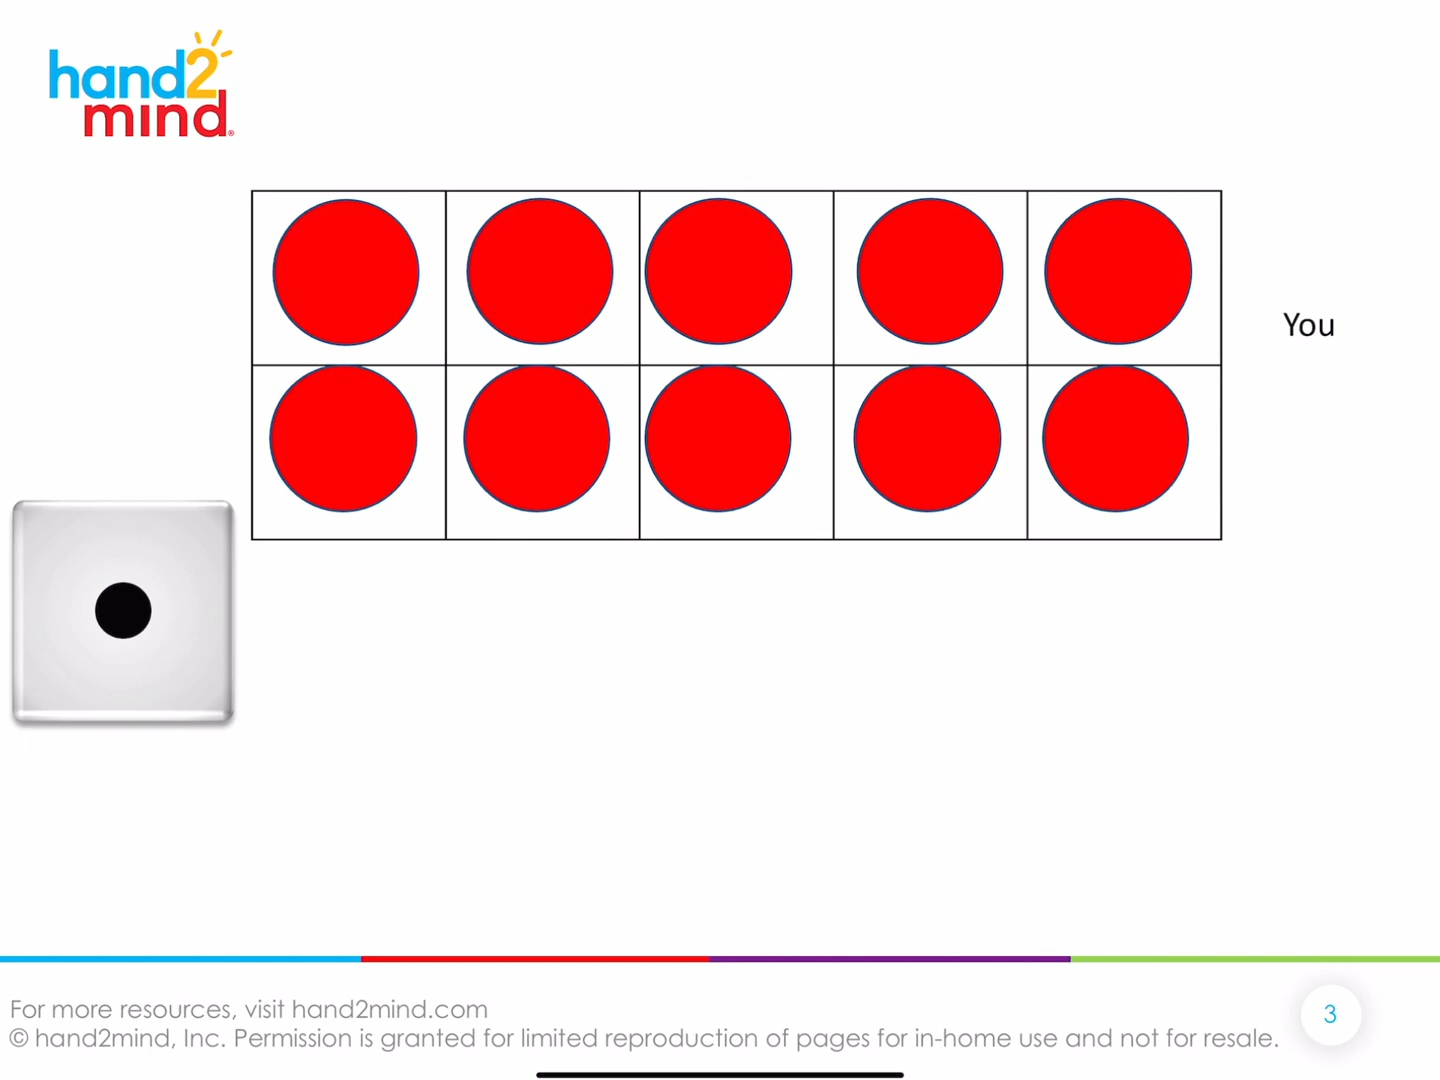 hand2
mind®
You
For more resources, visit hand2mind.com
© hand2mind, Inc. Permission is granted for limited reproduction of pages for in-home use and not for resale.
3